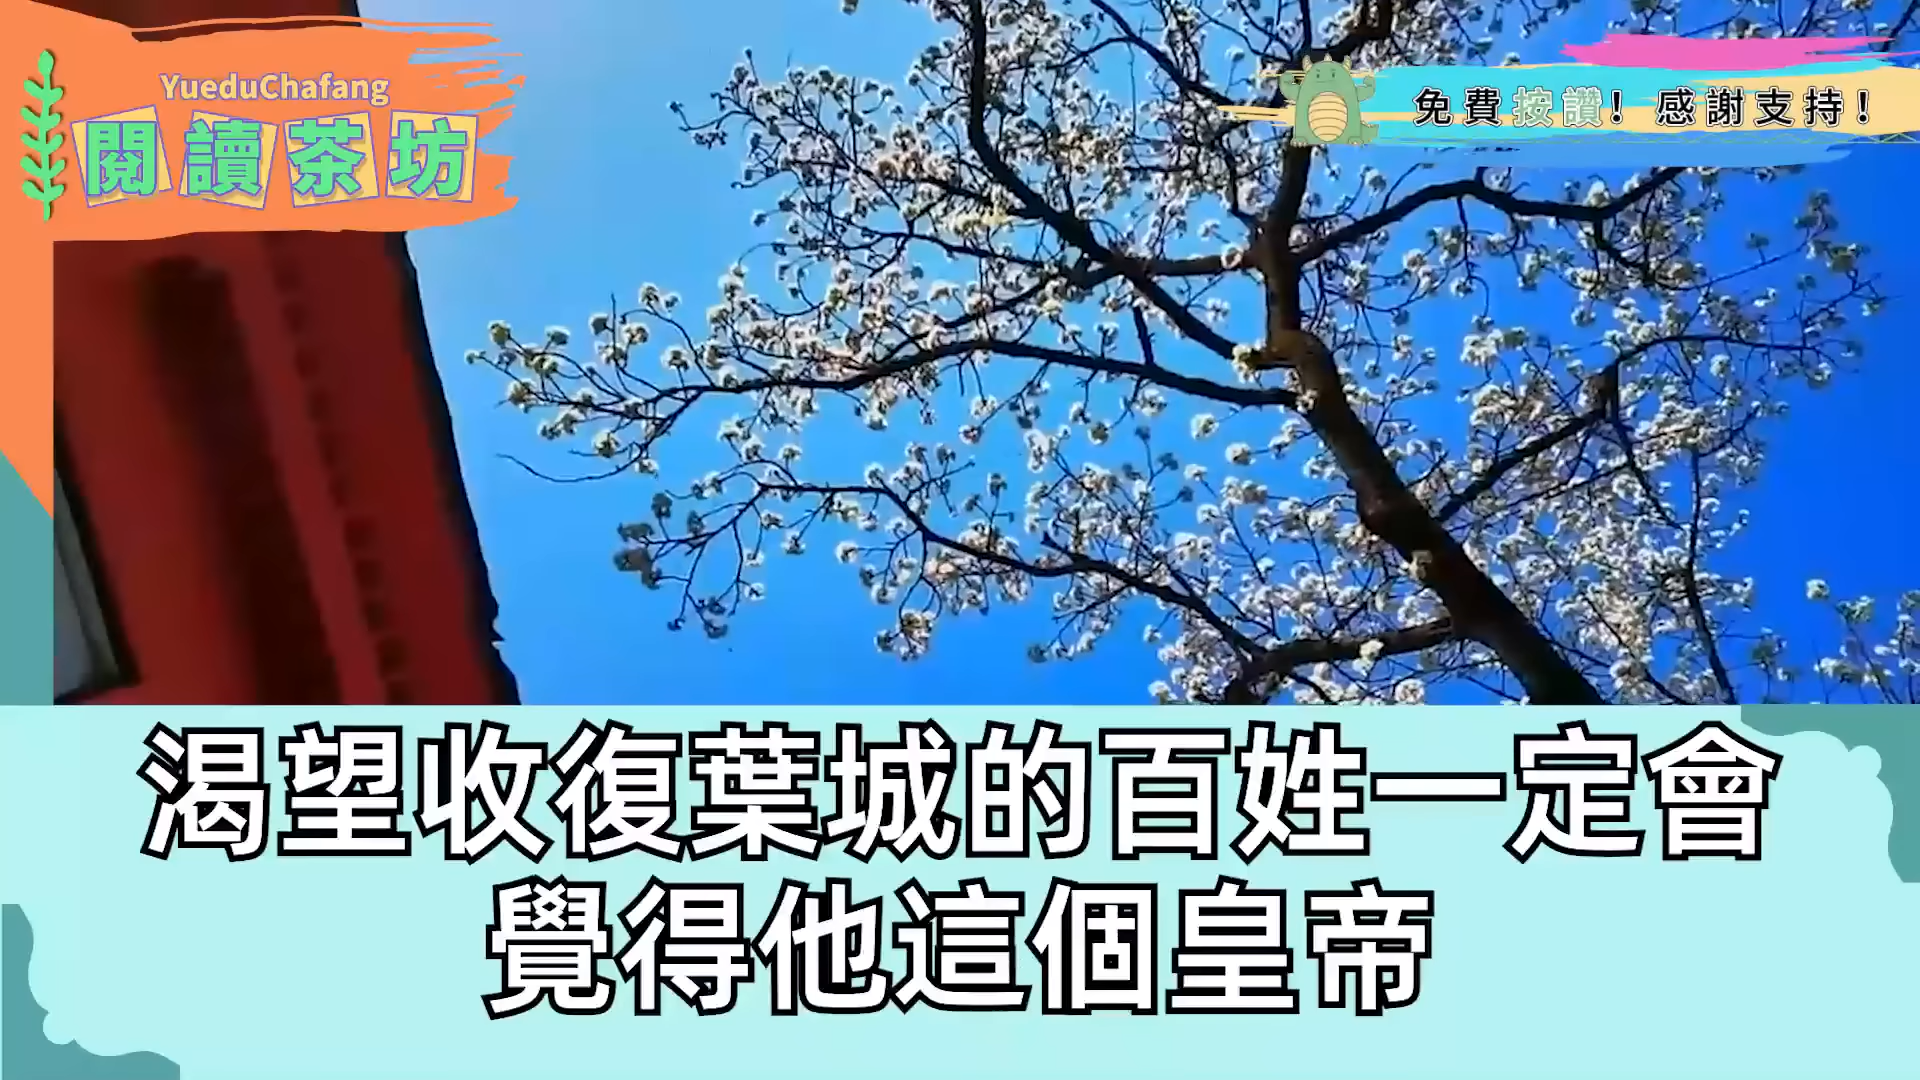 YueduChafang
閱讀茶坊
免費按讚！感謝支持！
渴望收復葉城的百姓一定會
覺得他這個皇帝